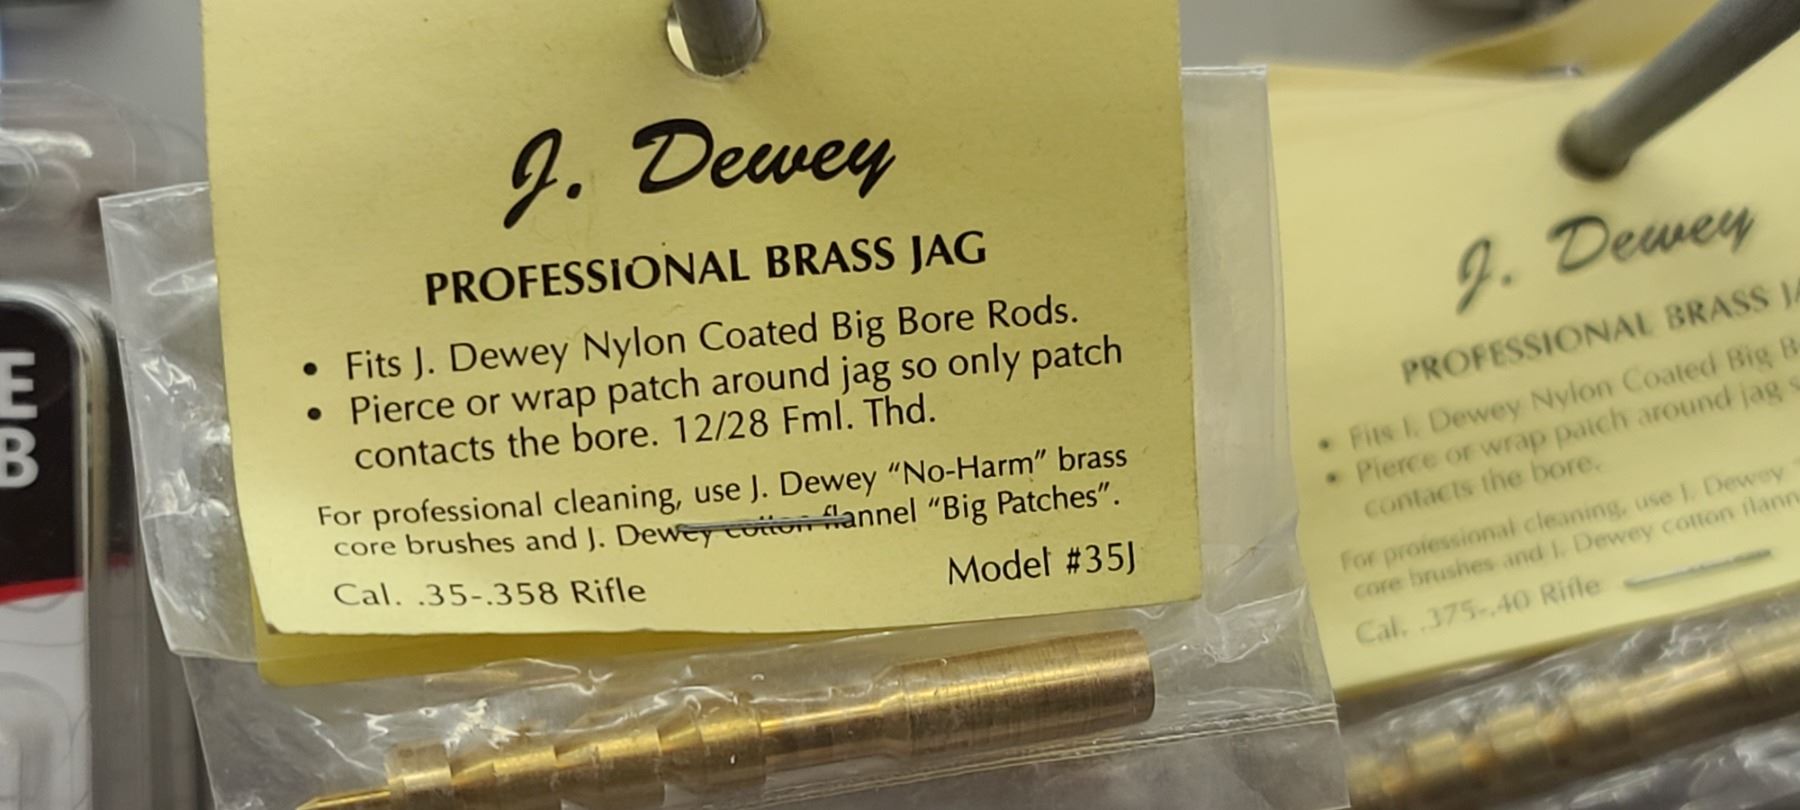 J. Dewey
PROFESSIONAL BRASS JAG
• Fits J. Dewey Nylon Coated Big Bore Rods.
• Pierce or wrap patch around jag so only patch
contacts the bore. 12/28 Fml. Thd.
For professional cleaning, use J. Dewey “No-Harm” brass
core brushes and J. Dewey cotton flannel “Big Patches”.
Cal. .35-.358 Rifle
Model #35J
J. Dewey
PROFESSIONAL BRASS
• Fits J. Dewey Nylon Coated Big
• Pierce or wrap patch around jag
contacts the bore.
For professional cleaning, use J. Dewey
core brushes and J. Dewey cotton
Cal. .375-.40 Rifle
E
B